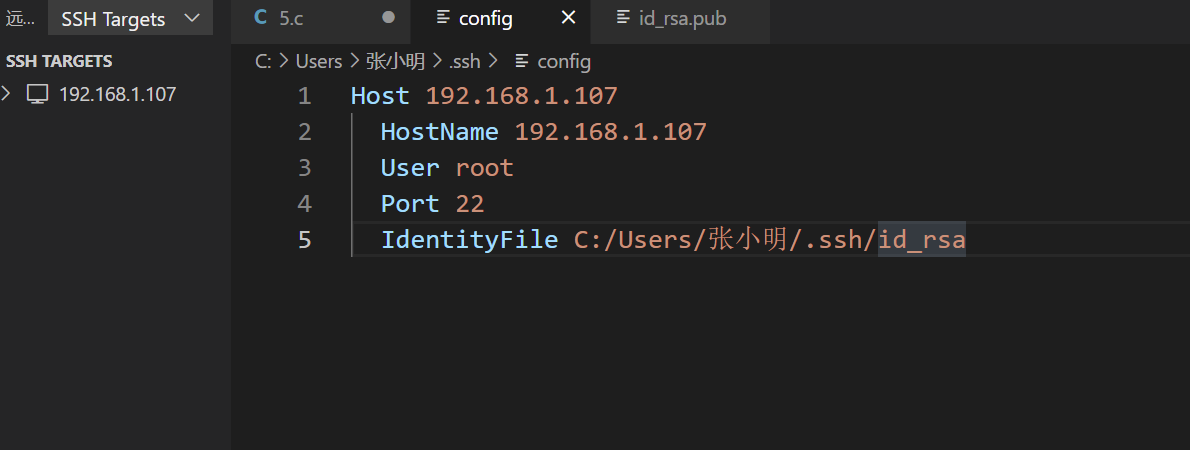 远... SSH Targets
5.c
config
id_rsa.pub
SSH TARGETS
192.168.1.107
C: > Users > 张小明 > .ssh > config
1 Host 192.168.1.107
2 HostName 192.168.1.107
3 User root
4 Port 22
5 IdentityFile C:/Users/张小明/.ssh/id_rsa